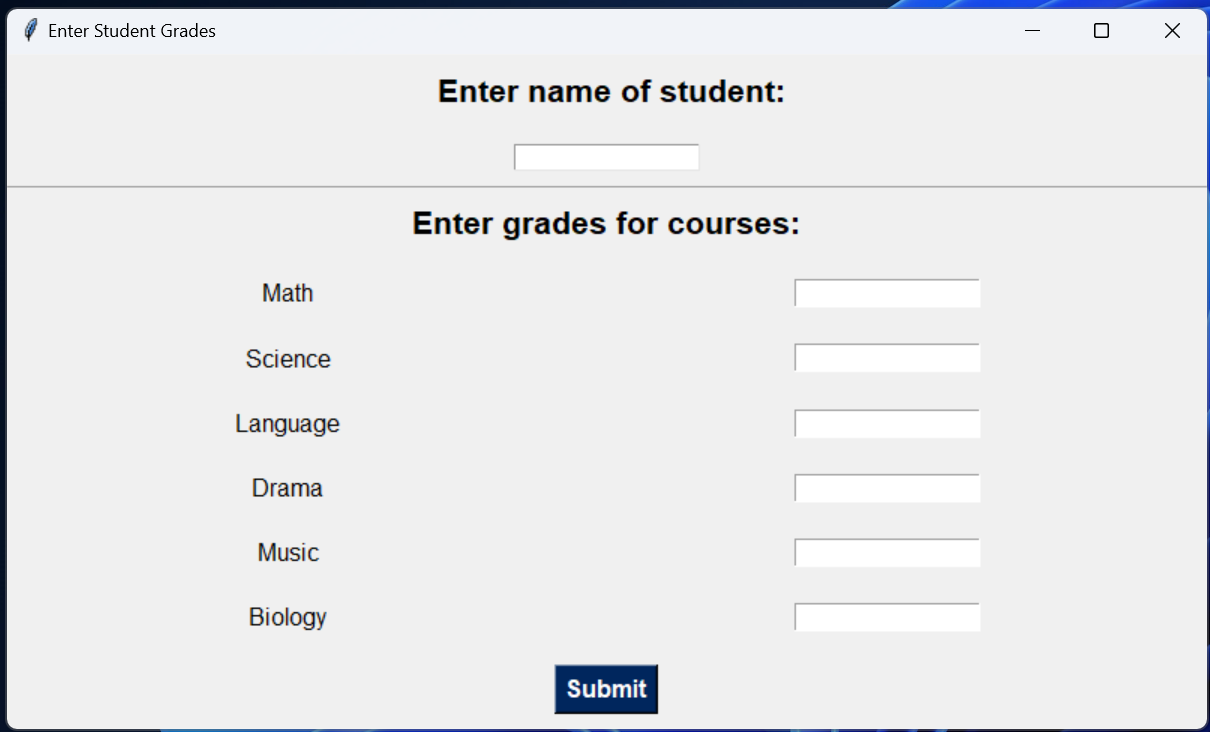 Enter Student Grades
Enter name of student:
Enter grades for courses:
Math
Science
Language
Drama
Music
Biology
Submit